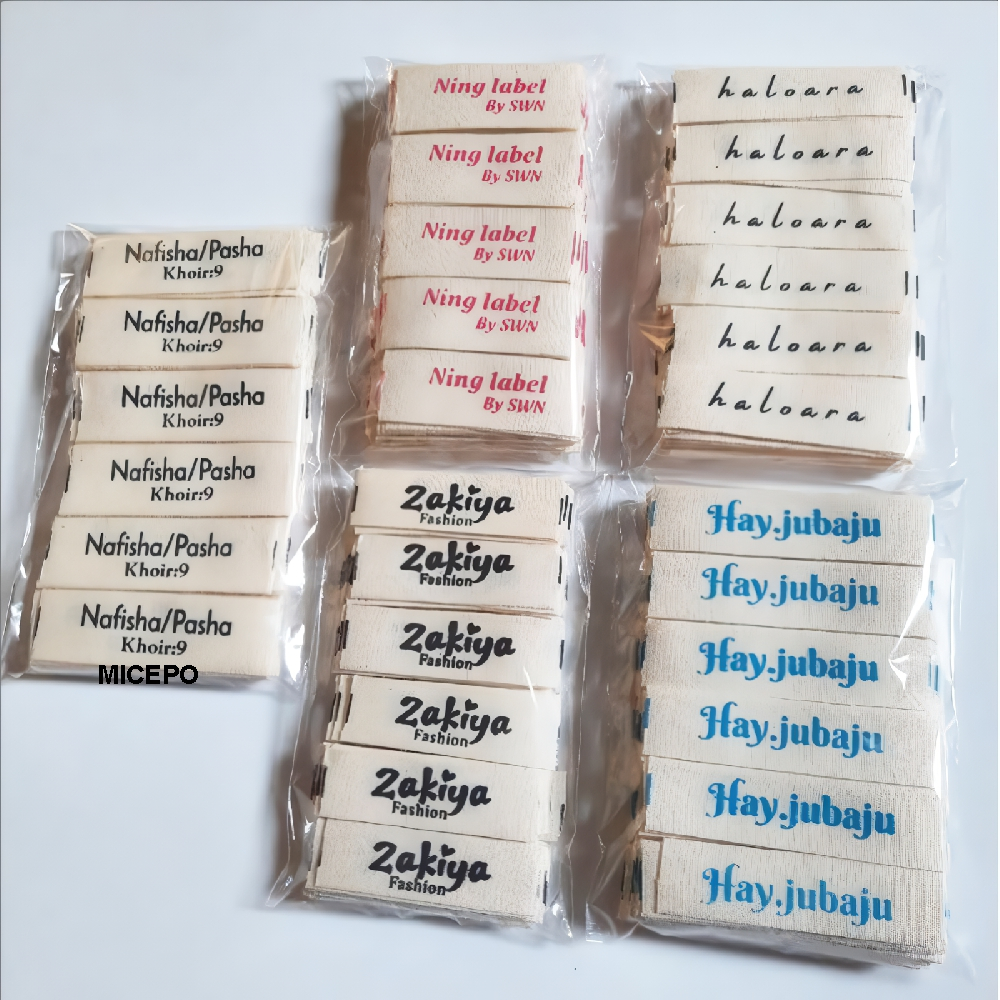 Nafisha/Pasha
Khoir:9
Nafisha/Pasha
Khoir:9
Nafisha/Pasha
Khoir:9
Nafisha/Pasha
Khoir:9
Nafisha/Pasha
Khoir:9
Nafisha/Pasha
Khoir:9
MICEPO
Ning label
By SWN
Ning label
By SWN
Ning label
By SWN
Ning label
By SWN
Ning label
By SWN
haloara
haloara
haloara
haloara
haloara
haloara
Zakiya
Fashion
Zakiya
Fashion
Zakiya
Fashion
Zakiya
Fashion
Zakiya
Fashion
Zakiya
Fashion
Hay.jubaju
Hay.jubaju
Hay.jubaju
Hay.jubaju
Hay.jubaju
Hay.jubaju